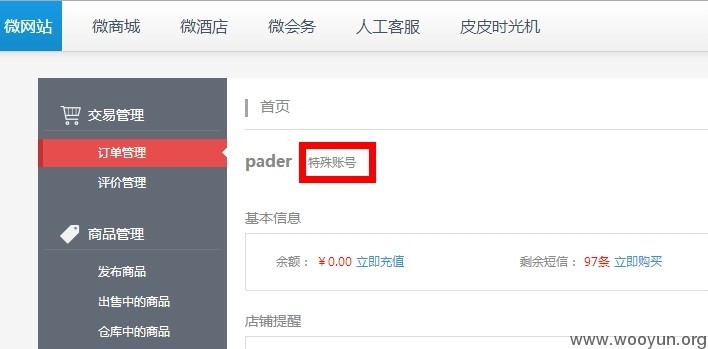 微网站 微商城 微酒店 微会务 人工客服 皮皮时光机
交易管理
订单管理
评价管理
商品管理
发布商品
出售中的商品
仓库中的商品
首页
pader 特殊账号
基本信息
余额： ￥0.00 立即充值 剩余短信： 97条 立即购买
店铺提醒
www.wooyun.org